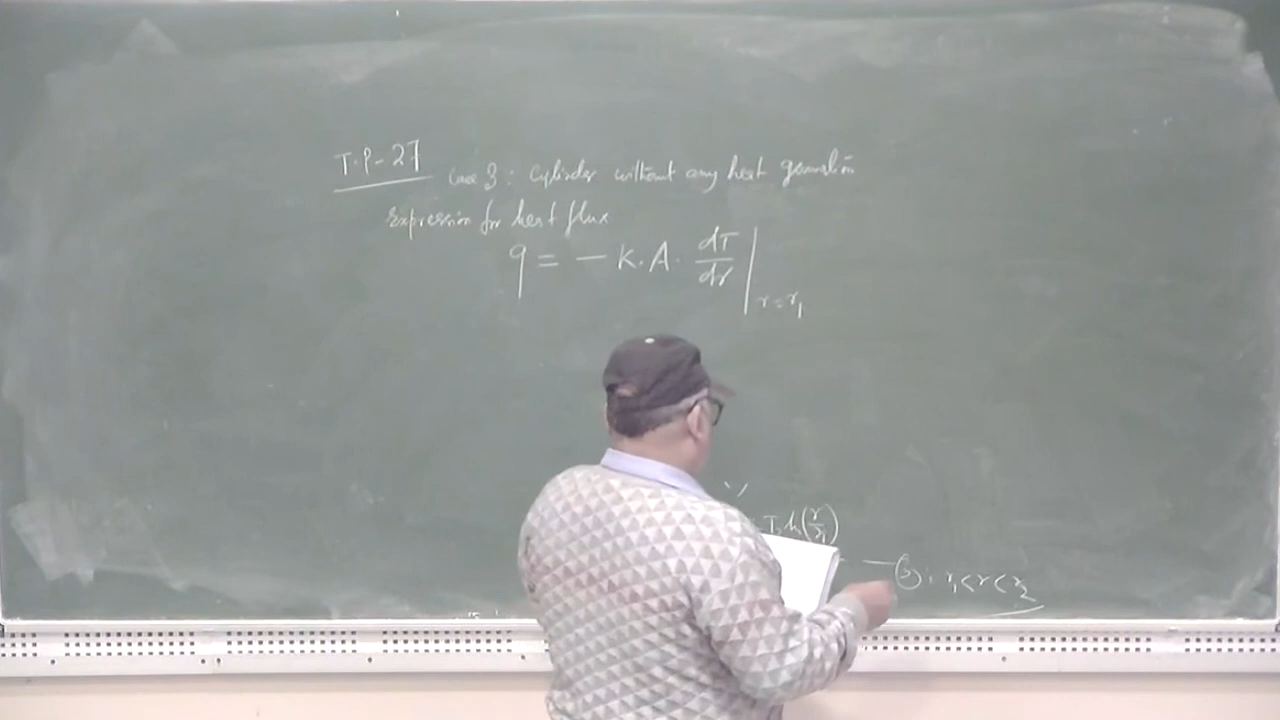 T.P-27 Case 3: Cylinder without any heat generation
Expression for heat flux
q = - K.A. dT/dr |r=r1
T2 ln(r/r1)
— (3); r1<r<r2